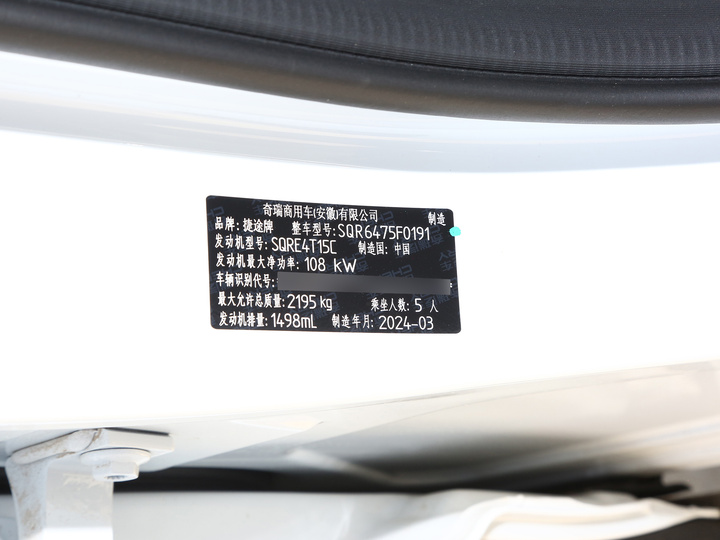 奇瑞商用车(安徽)有限公司 制造
品牌: 捷途牌 整车型号: SQR6475F0191
发动机型号: SQRE4T15C 制造国: 中国
发动机最大净功率: 108 kW
车辆识别代号:
最大允许总质量: 2195 kg 乘坐人数: 5 人
发动机排量: 1498mL 制造年月: 2024-03